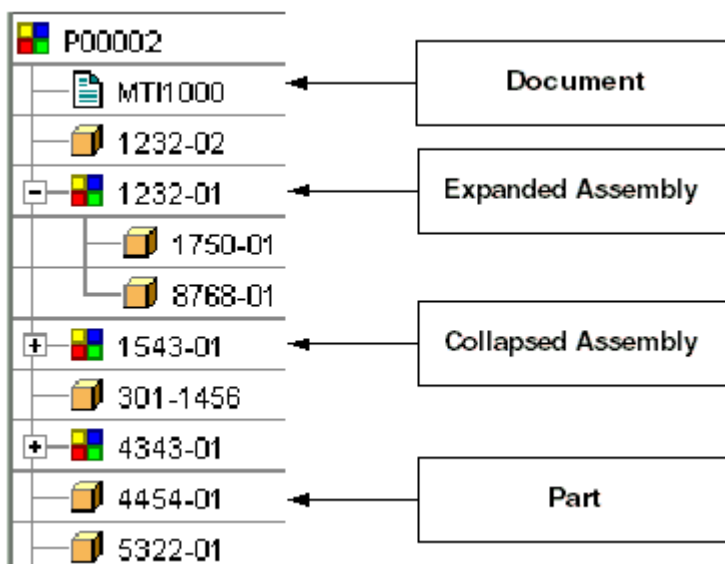 P00002
MTI1000
Document
1232-02
1232-01
Expanded Assembly
1750-01
8768-01
1543-01
Collapsed Assembly
301-1456
4343-01
4454-01
Part
5322-01